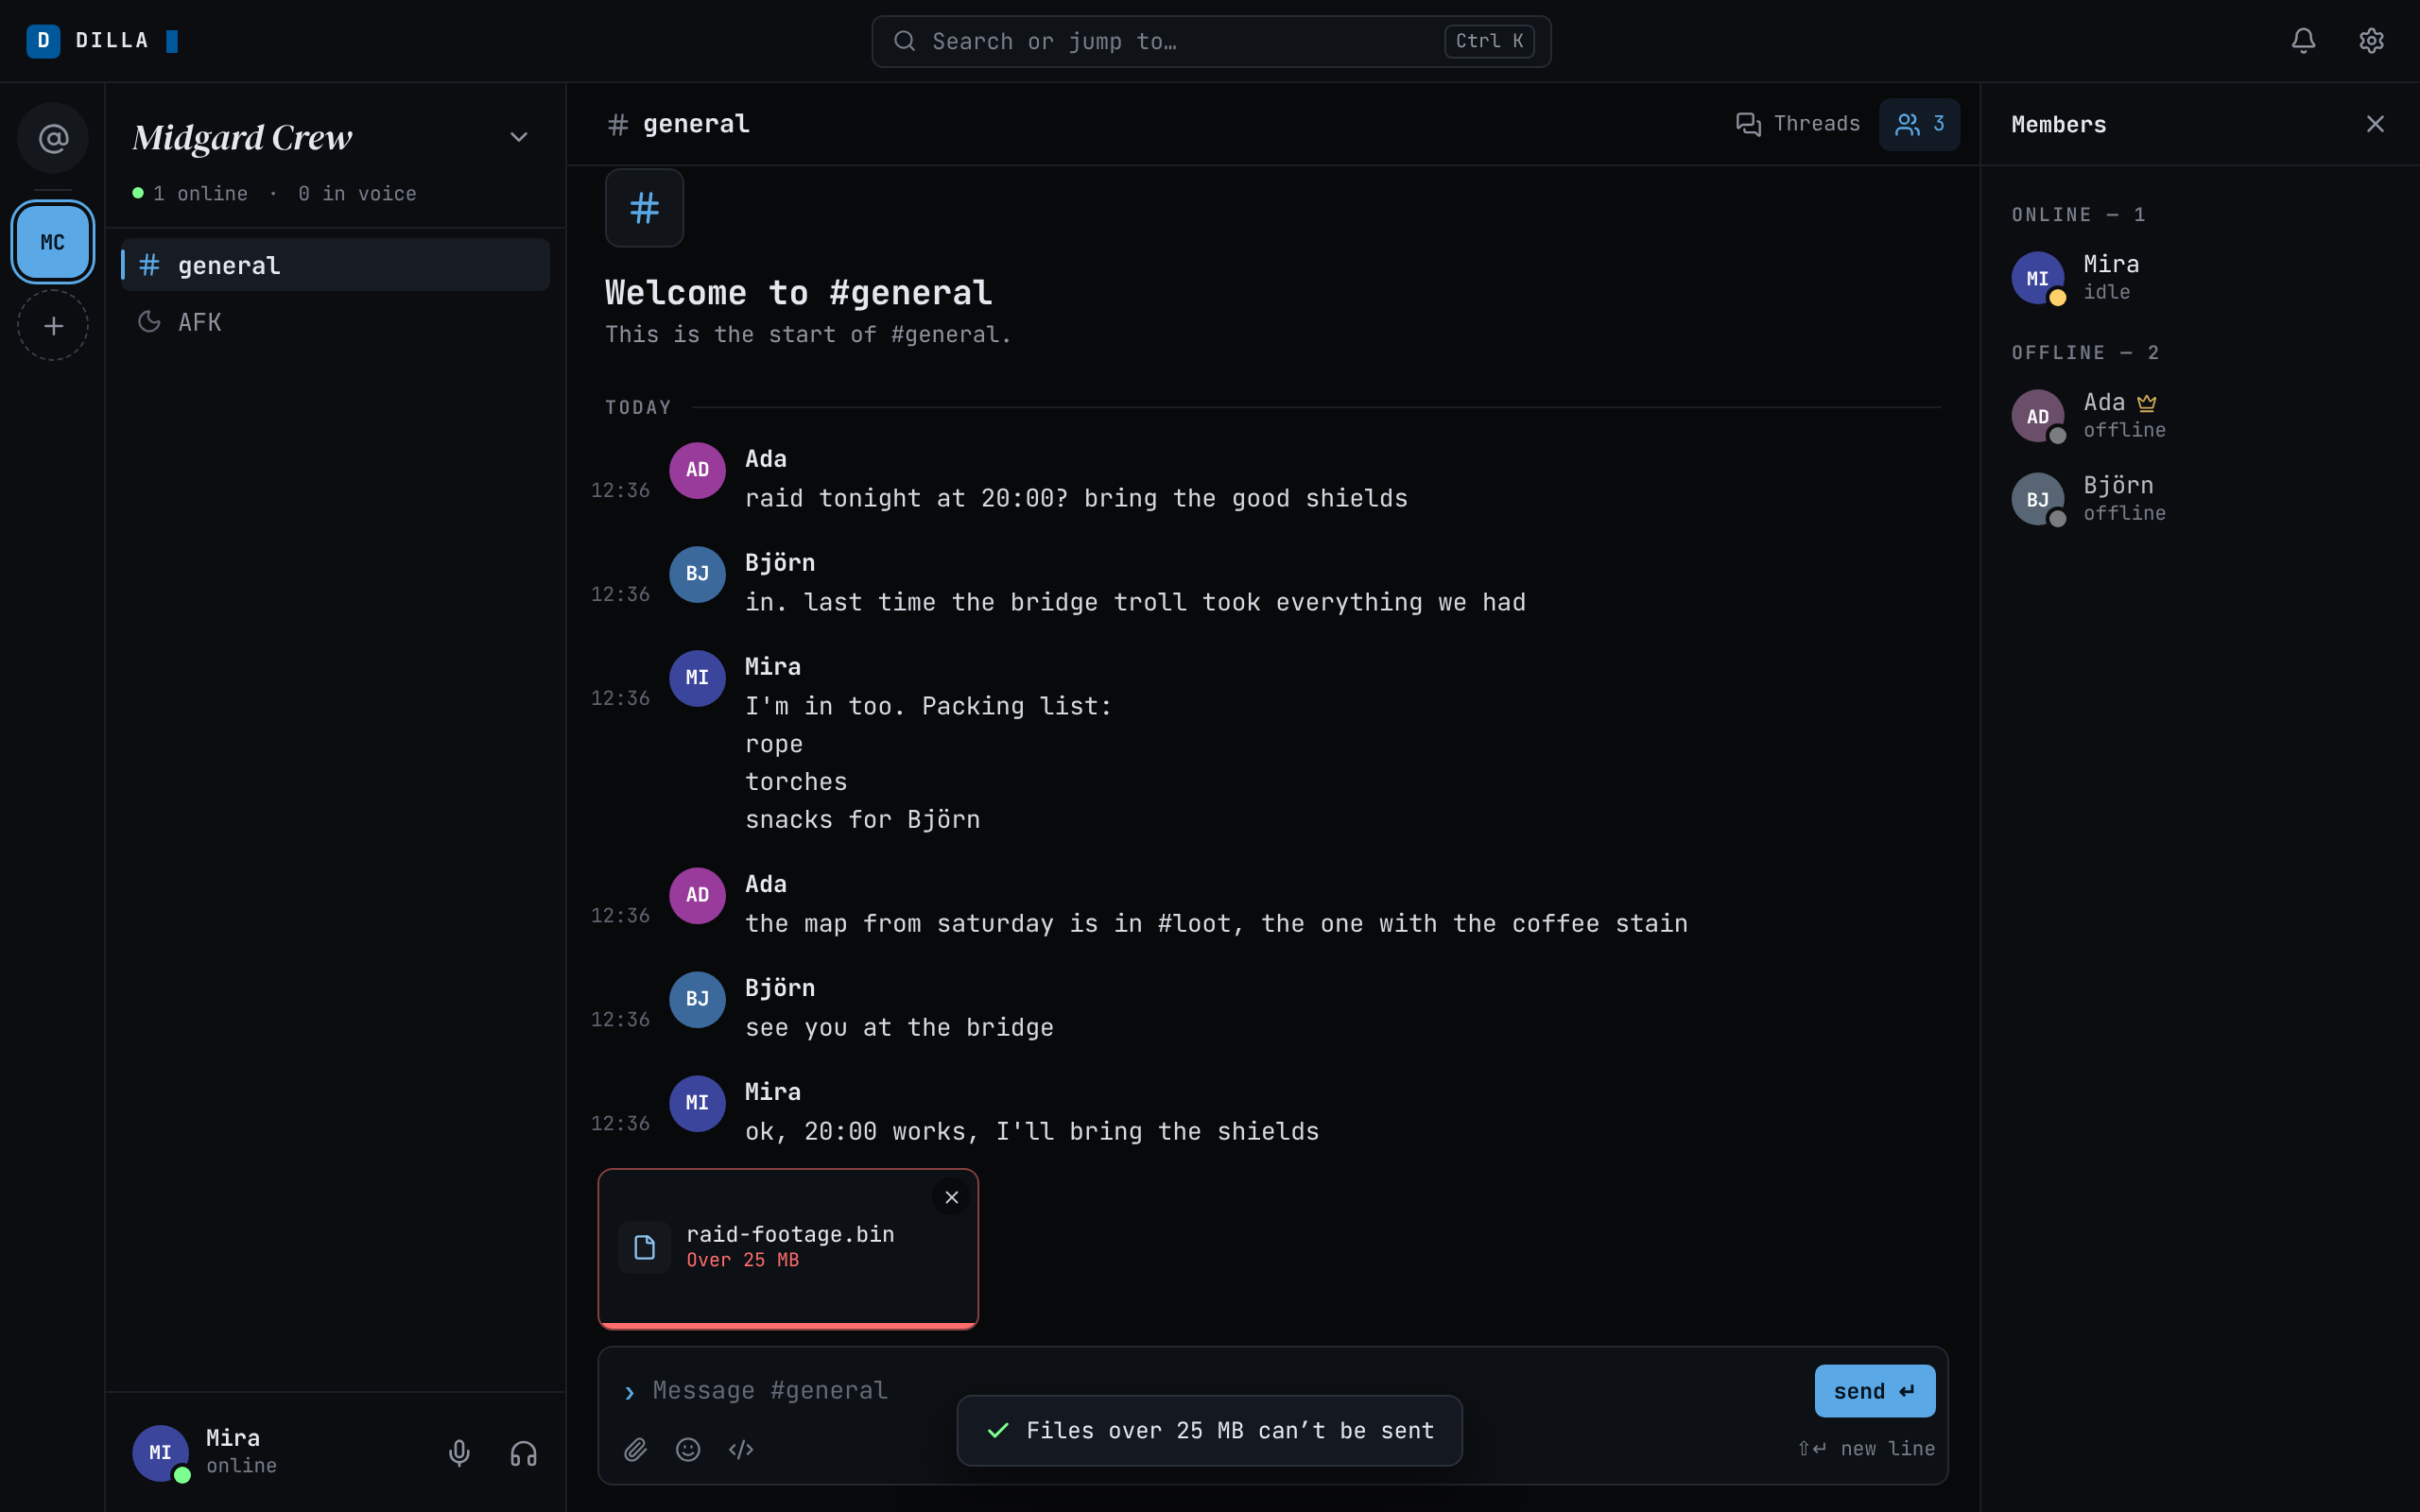 D DILLA
Search or jump to… Ctrl K
Midgard Crew
1 online · 0 in voice
@
MC
general
AFK
# general
Threads
3
#
Welcome to #general
This is the start of #general.
TODAY
AD Ada
12:36 raid tonight at 20:00? bring the good shields
BJ Björn
12:36 in. last time the bridge troll took everything we had
MI Mira
12:36 I'm in too. Packing list:
rope
torches
snacks for Björn
AD Ada
12:36 the map from saturday is in #loot, the one with the coffee stain
BJ Björn
12:36 see you at the bridge
MI Mira
12:36 ok, 20:00 works, I'll bring the shields
raid-footage.bin
Over 25 MB
› Message #general
send ↵
Files over 25 MB can’t be sent
⇧↵ new line
MI Mira
online
Members
ONLINE — 1
MI Mira
idle
OFFLINE — 2
AD Ada
offline
BJ Björn
offline